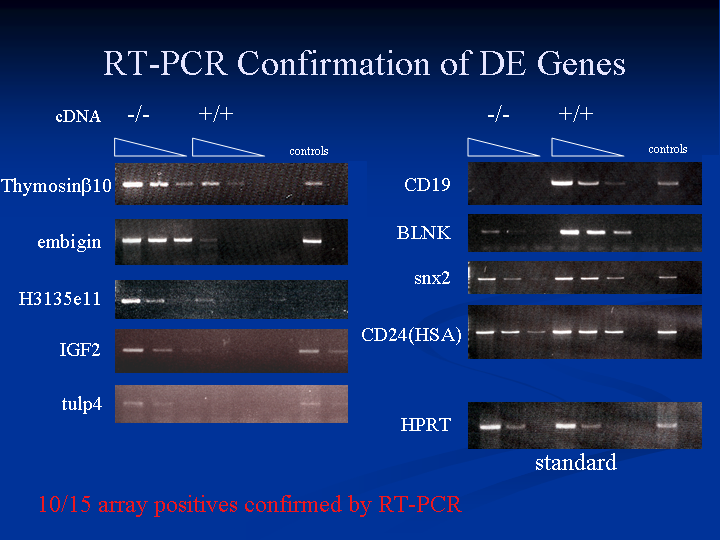 RT-PCR Confirmation of DE Genes
cDNA -/- +/+
controls
Thymosinβ10
embigin
H3135e11
IGF2
tulp4
-/- +/+
controls
CD19
BLNK
snx2
CD24(HSA)
HPRT
standard
10/15 array positives confirmed by RT-PCR